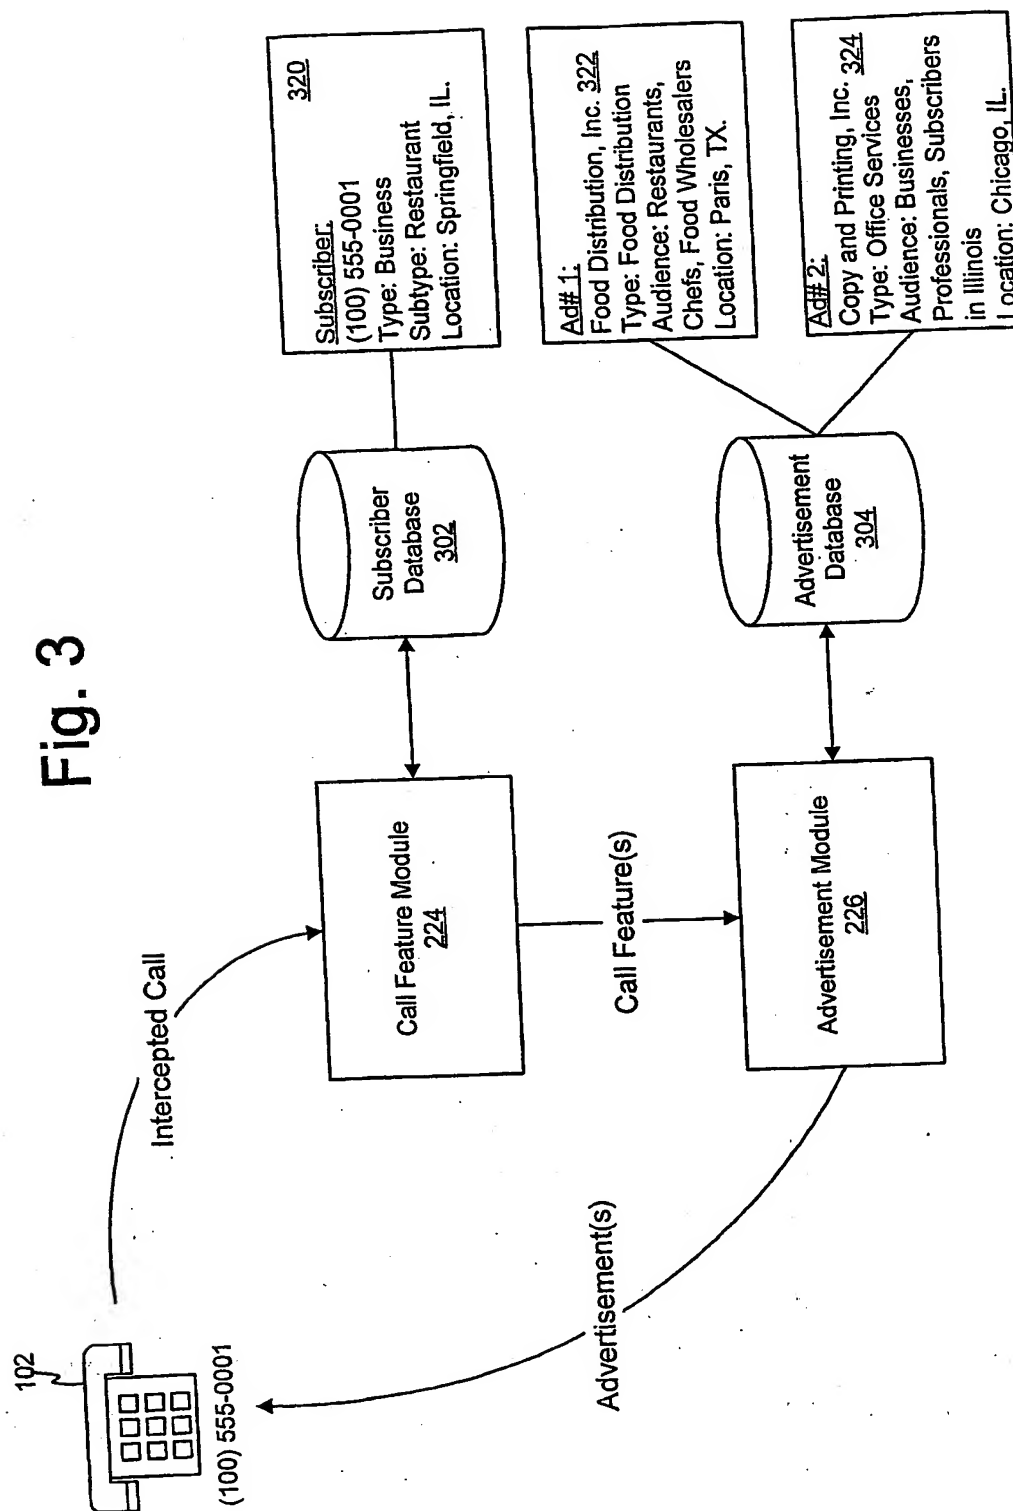 Fig. 3
102
(100) 555-0001
Intercepted Call
Call Feature Module
224
Subscriber
Database
302
Subscriber:
320
(100) 555-0001
Type: Business
Subtype: Restaurant
Location: Springfield, IL.
Call Feature(s)
Advertisement(s)
Advertisement Module
226
Advertisement
Database
304
Ad# 1:
Food Distribution, Inc. 322
Type: Food Distribution
Audience: Restaurants,
Chefs, Food Wholesalers
Location: Paris, TX.
Ad# 2:
Copy and Printing, Inc. 324
Type: Office Services
Audience: Businesses,
Professionals, Subscribers
in Illinois
Location: Chicago, IL.